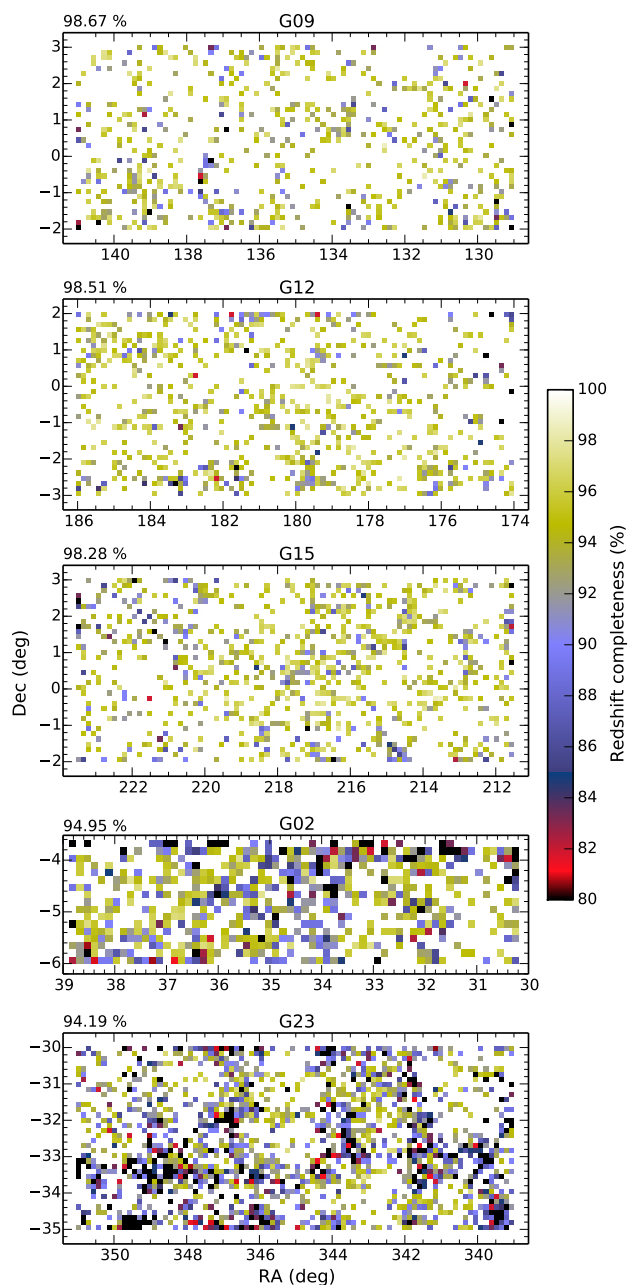 98.67 % G09
3
2
1
0
−1
−2
140 138 136 134 132 130
98.51 % G12
2
1
0
−1
−2
−3
186 184 182 180 178 176 174
98.28 % G15
3
2
1
0
−1
−2
222 220 218 216 214 212
Dec (deg)
94.95 % G02
−4
−5
−6
39 38 37 36 35 34 33 32 31 30
94.19 % G23
−30
−31
−32
−33
−34
−35
350 348 346 344 342 340
RA (deg)
100
98
96
94
92
90
88
86
84
82
80
Redshift completeness (%)